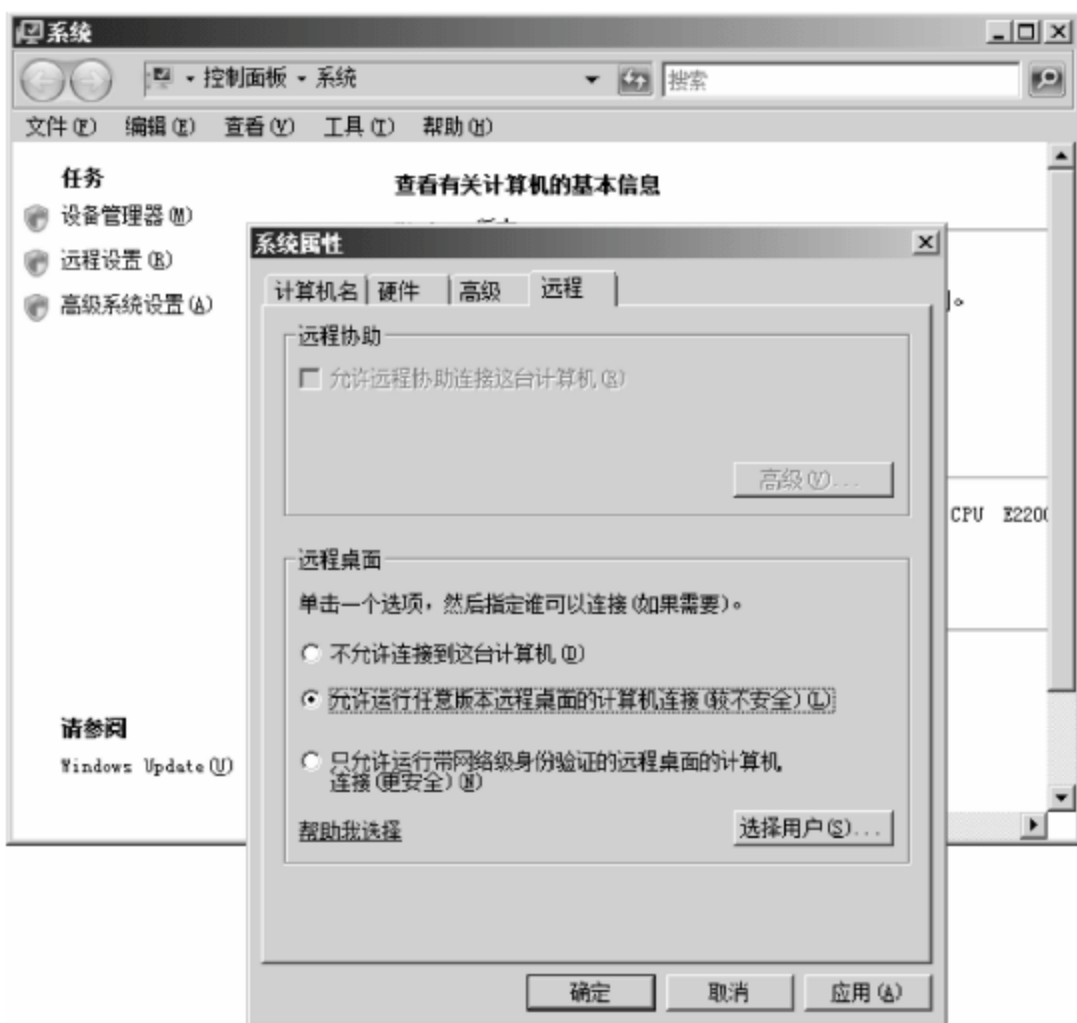 系统
控制面板 系统
搜索
文件(F) 编辑(E) 查看(V) 工具(T) 帮助(H)
任务
查看有关计算机的基本信息
设备管理器(M)
远程设置(R)
高级系统设置(A)
系统属性
计算机名 硬件 高级 远程
。
远程协助
允许远程协助连接这台计算机(R)
高级(V)...
CPU E220
远程桌面
单击一个选项，然后指定谁可以连接(如果需要)。
不允许连接到这台计算机(D)
允许运行任意版本远程桌面的计算机连接(较不安全)(L)
只允许运行带网络级身份验证的远程桌面的计算机
连接(更安全)(N)
帮助我选择
选择用户(S)...
请参阅
Windows Update(U)
确定 取消 应用(A)